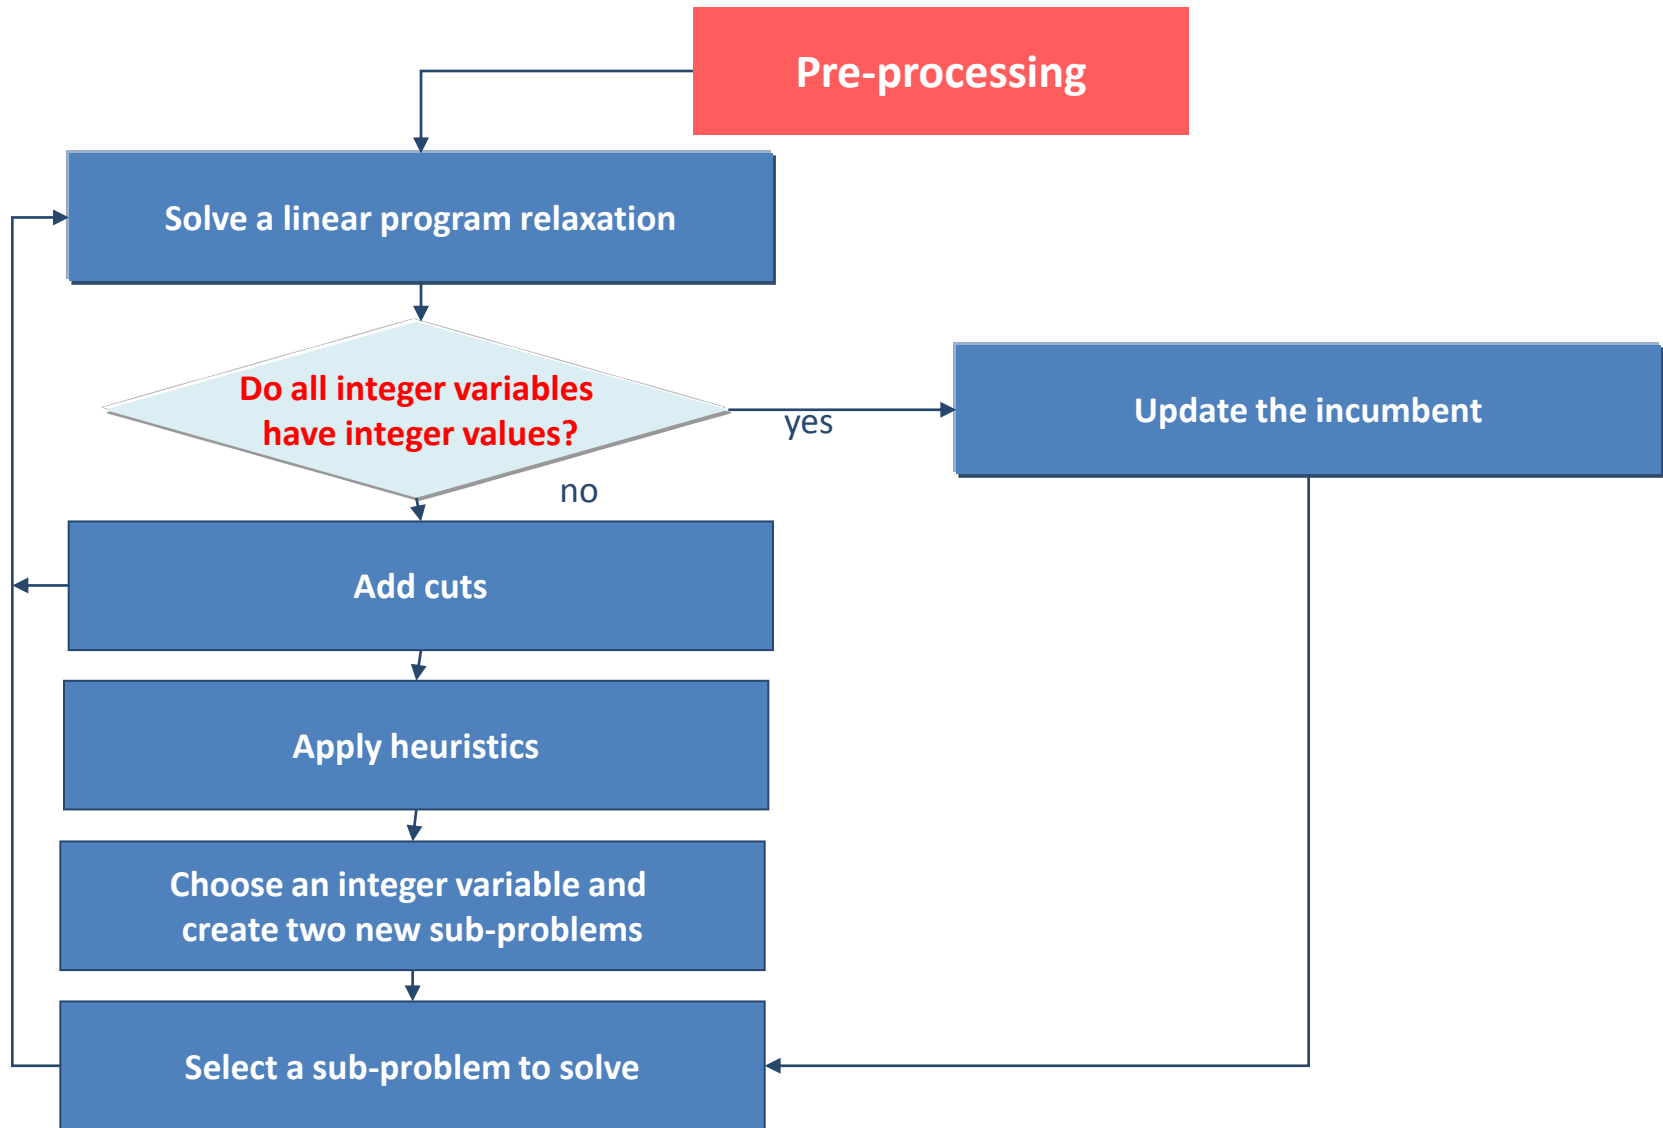 Pre-processing
Solve a linear program relaxation
Do all integer variables
have integer values?
yes
Update the incumbent
no
Add cuts
Apply heuristics
Choose an integer variable and
create two new sub-problems
Select a sub-problem to solve